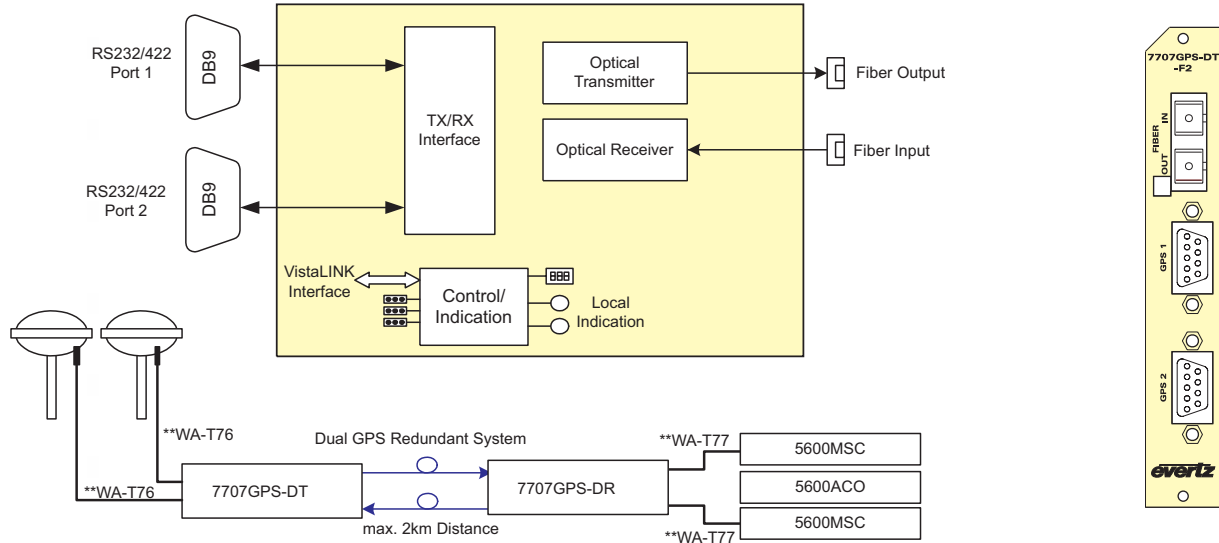 RS232/422
Port 1
DB9
TX/RX
Interface
Optical
Transmitter
Fiber Output
Optical Receiver
Fiber Input
RS232/422
Port 2
DB9
VistaLINK
Interface
Control/
Indication
Local
Indication
**WA-T76
**WA-T76
Dual GPS Redundant System
7707GPS-DT
max. 2km Distance
7707GPS-DR
**WA-T77
**WA-T77
5600MSC
5600ACO
5600MSC
7707GPS-DT
-F2
FIBER
IN
OUT
GPS 1
GPS 2
evertz